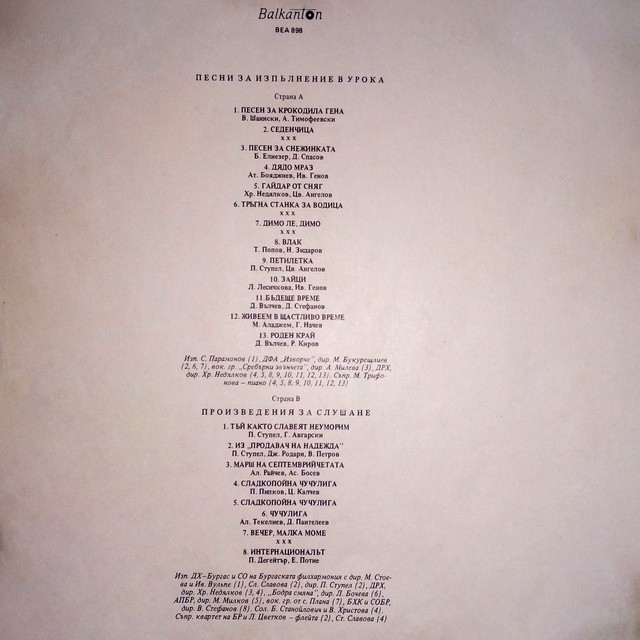 Balkanton
BEA 898
ПЕСНИ ЗА ИЗПЪЛНЕНИЕ В УРОКА
Страна А
1. ПЕСЕН ЗА КРОКОДИЛА ГЕНА
В. Шаински, А. Тимофеевски
2. СЕДЕНЧИЦА
х х х
3. ПЕСЕН ЗА СНЕЖИНКАТА
Б. Елиезер, Д. Спасов
4. ДЯДО МРАЗ
Ат. Бояджиев, Ив. Генов
5. ГАЙДАР ОТ СНЯГ
Хр. Недялков, Цв. Ангелов
6. ТРЪГНА СТАНКА ЗА ВОДИЦА
х х х
7. ДИМО ЛЕ, ДИМО
х х х
8. ВЛАК
Т. Попов, Н. Зидаров
9. ПЕТИЛЕТКА
П. Ступел, Цв. Ангелов
10. ЗАЙЦИ
Л. Лесичкова, Ив. Генов
11. БЪДЕЩЕ ВРЕМЕ
Д. Вълчев, Д. Стефанов
12. ЖИВЕЕМ В ЩАСТЛИВО ВРЕМЕ
М. Аладжем, Г. Начев
13. РОДЕН КРАЙ
Д. Вълчев, Р. Киров
Изп. С. Парамонов (1), ДФА „Изворче", дир. М. Букурещлиев
(2, 6, 7), вок. гр. „Сребърни звънчета", дир. А. Милева (3), ДРХ,
дир. Хр. Недялков (4, 5, 8, 9, 10, 11, 12, 13). Съпр. М. Трифо-
нова – пиано (4, 5, 8, 9, 10, 11, 12, 13)
Страна В
ПРОИЗВЕДЕНИЯ ЗА СЛУШАНЕ
1. ТЪЙ КАКТО СЛАВЕЯТ НЕУМОРИМ
П. Ступел, Г. Авгарски
2. ИЗ „ПРОДАВАЧ НА НАДЕЖДА"
П. Ступел, Дж. Родари, В. Петров
3. МАРШ НА СЕПТЕМВРИЙЧЕТАТА
Ал. Райчев, Ас. Босев
4. СЛАДКОПОЙНА ЧУЧУЛИГА
П. Пипков, Ц. Калчев
5. СЛАДКОПОЙНА ЧУЧУЛИГА
6. ЧУЧУЛИГА
Ал. Текелиев, Д. Пантелеев
7. ВЕЧЕР, МАЛКА МОМЕ
х х х
8. ИНТЕРНАЦИОНАЛЪТ
П. Дегейтър, Е. Потие
Изп. ДХ–Бургас и СО на Бургаската филхармония с дир. М. Стое-
ва и Ив. Вулпе (1), Сл. Славова (2), дир. П. Ступел (2), ДРХ,
дир. Хр. Недялков (3, 4), „Бодра смяна", дир. Л. Бочева (6),
АПБР, дир. М. Милков (5), вок. гр. от с. Плана (7), БХК и СОБР,
дир. В. Стефанов (8). Сол. Б. Станойлович и В. Христова (4).
Съпр. квартет на БР и Л. Цветков – флейта (2), Ст. Славова (4)